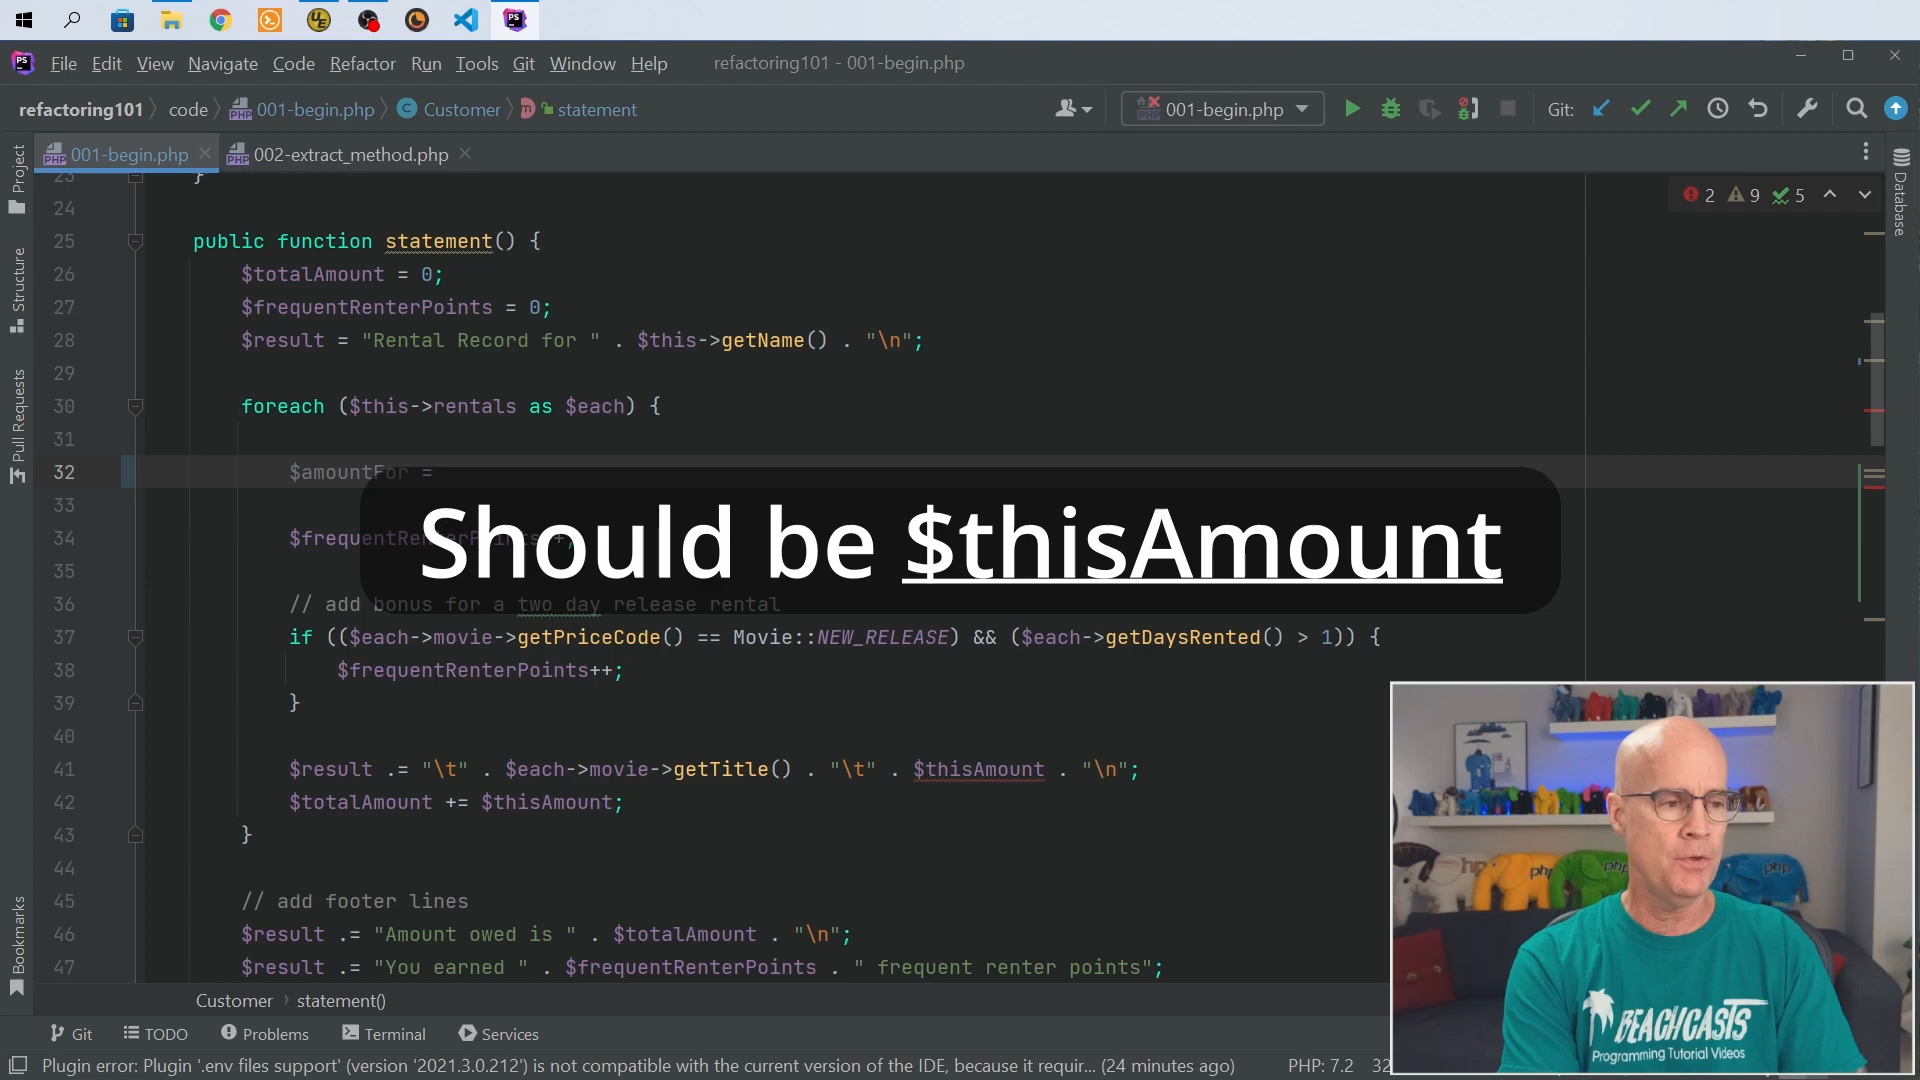 File Edit View Navigate Code Refactor Run Tools Git Window Help refactoring101 - 001-begin.php
refactoring101 code 001-begin.php Customer statement 001-begin.php Git:
001-begin.php 002-extract_method.php
Project
Structure
Pull Requests
Bookmarks
Database
2 9 5
23 }
24
25 public function statement() {
26 $totalAmount = 0;
27 $frequentRenterPoints = 0;
28 $result = "Rental Record for " . $this->getName() . "\n";
29
30 foreach ($this->rentals as $each) {
31
32 $amountFor =
33
34 $frequentRenterPoints++;
35
36 // add bonus for a two day release rental
37 if (($each->movie->getPriceCode() == Movie::NEW_RELEASE) && ($each->getDaysRented() > 1)) {
38 $frequentRenterPoints++;
39 }
40
41 $result .= "\t" . $each->movie->getTitle() . "\t" . $thisAmount . "\n";
42 $totalAmount += $thisAmount;
43 }
44
45 // add footer lines
46 $result .= "Amount owed is " . $totalAmount . "\n";
47 $result .= "You earned " . $frequentRenterPoints . " frequent renter points";
Should be $thisAmount
Customer statement()
Git TODO Problems Terminal Services
Plugin error: Plugin '.env files support' (version '2021.3.0.212') is not compatible with the current version of the IDE, because it requir... (24 minutes ago) PHP: 7.2 32
php
php
php
BEACHCASTS
Programming Tutorial Videos